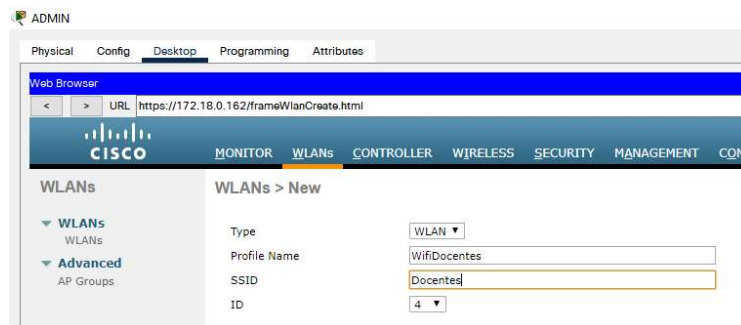 ADMIN
Physical Config Desktop Programming Attributes
Web Browser
< > URL https://172.18.0.162/frameWlanCreate.html
CISCO
MONITOR WLANs CONTROLLER WIRELESS SECURITY MANAGEMENT CO
WLANs
WLANs > New
WLANs
WLANs
Advanced
AP Groups
Type WLAN
Profile Name WifiDocentes
SSID Docentes
ID 4